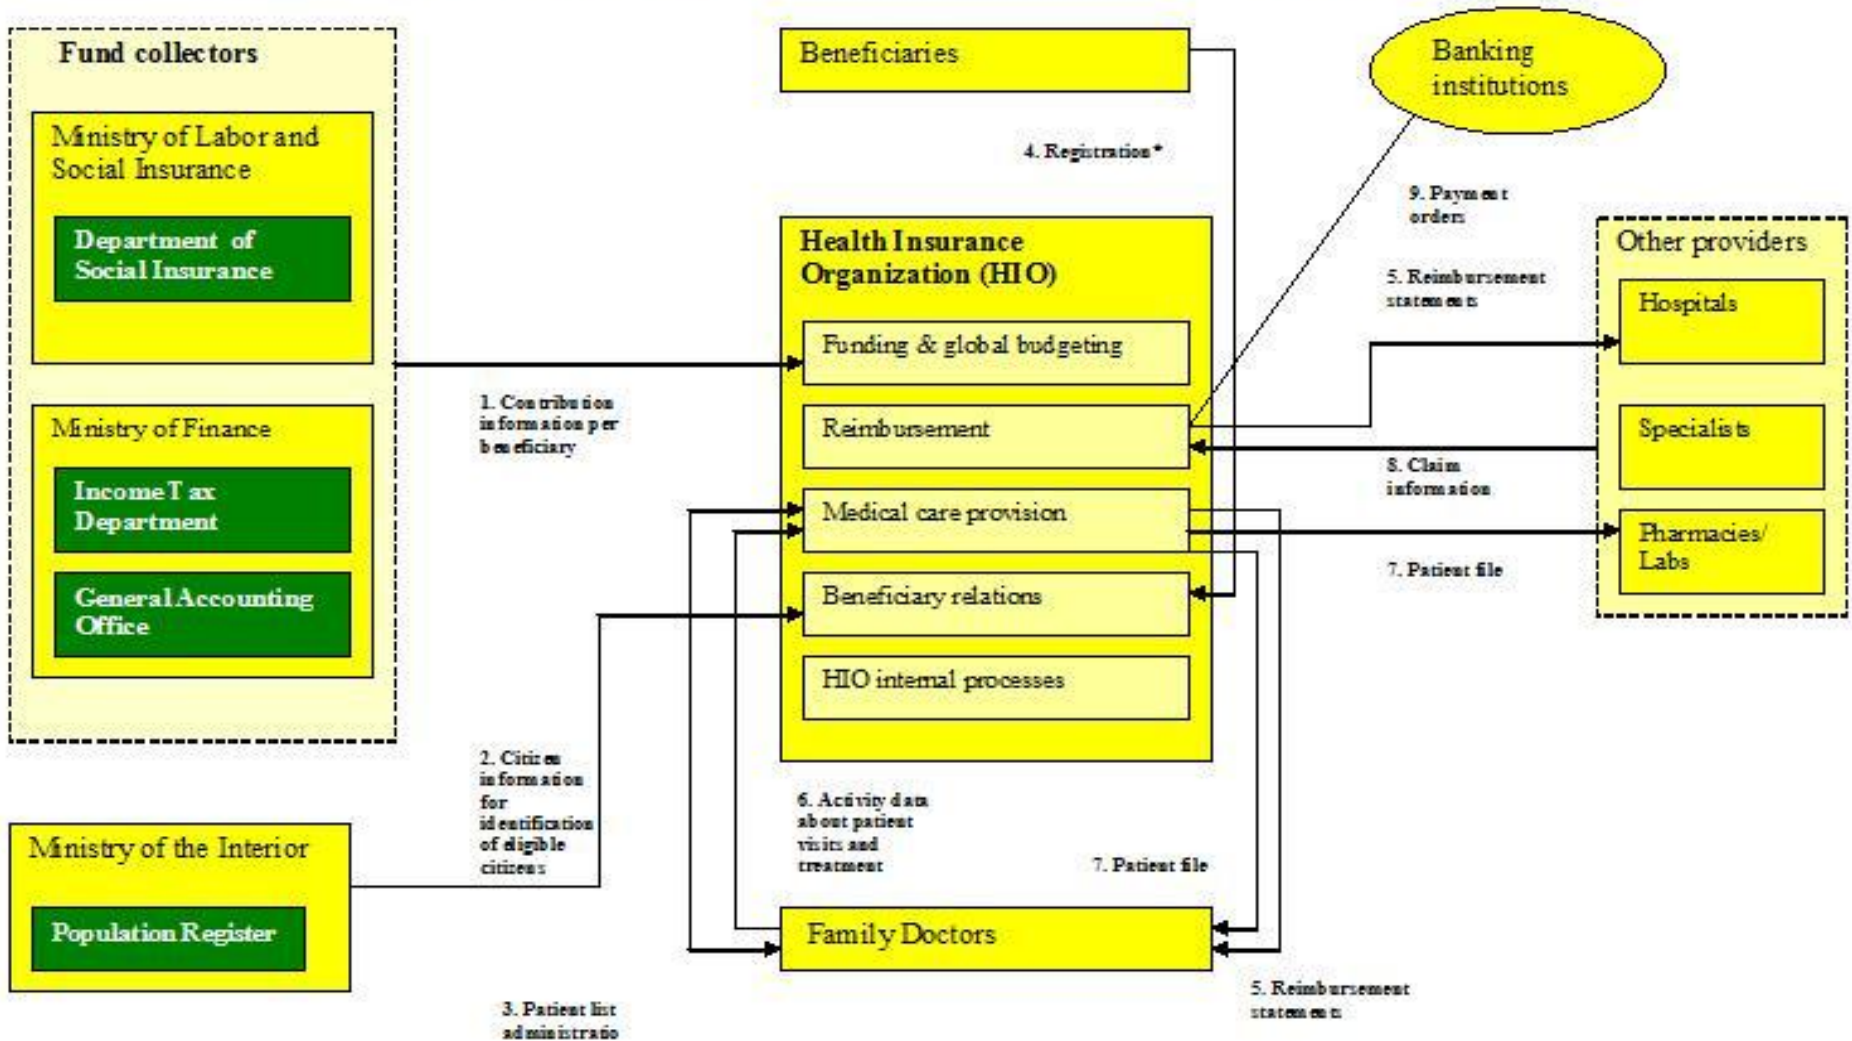 Fund collectors
Ministry of Labor and
Social Insurance
Department of
Social Insurance
Ministry of Finance
Income Tax
Department
General Accounting
Office
Ministry of the Interior
Population Register
1. Contribution
information per
beneficiary
2. Citizen
information
for
identification
of eligible
citizens
3. Patient list
administratio
Beneficiaries
4. Registration*
Health Insurance
Organization (HIO)
Funding & global budgeting
Reimbursement
Medical care provision
Beneficiary relations
HIO internal processes
6. Activity data
about patient
visits and
treatment
7. Patient file
Family Doctors
5. Reimbursement
statements
Banking
institutions
9. Payment
orders
5. Reimbursement
statements
8. Claim
information
7. Patient file
Other providers
Hospitals
Specialists
Pharmacies/
Labs